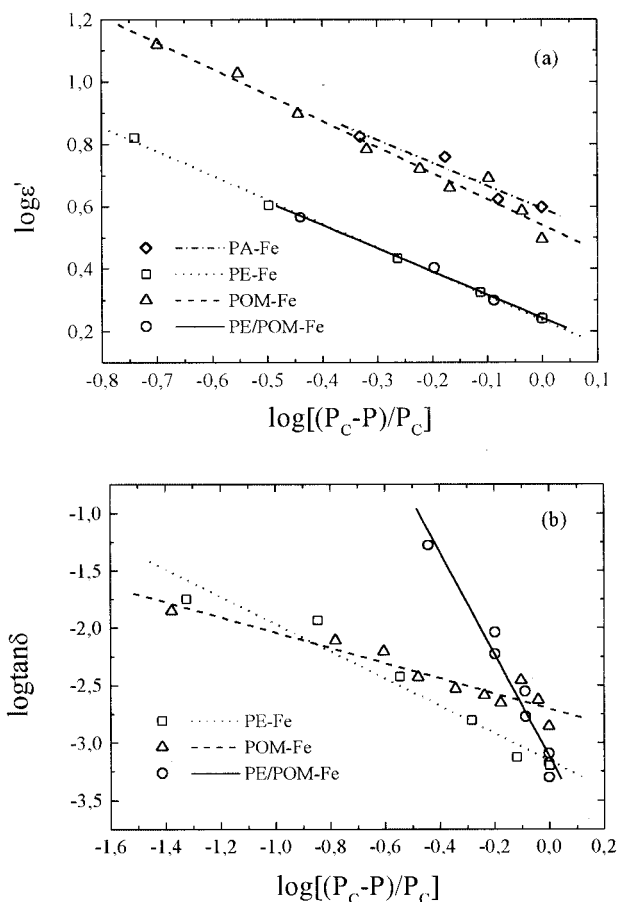 (a)
1,2
1,0
0,8
0,6
0,4
0,2
logε'
PA-Fe
PE-Fe
POM-Fe
PE/POM-Fe
-0,8 -0,7 -0,6 -0,5 -0,4 -0,3 -0,2 -0,1 0,0 0,1
log[(P_C-P)/P_C]
(b)
-1,0
-1,5
-2,0
-2,5
-3,0
-3,5
logtanδ
PE-Fe
POM-Fe
PE/POM-Fe
-1,6 -1,4 -1,2 -1,0 -0,8 -0,6 -0,4 -0,2 0,0 0,2
log[(P_C-P)/P_C]